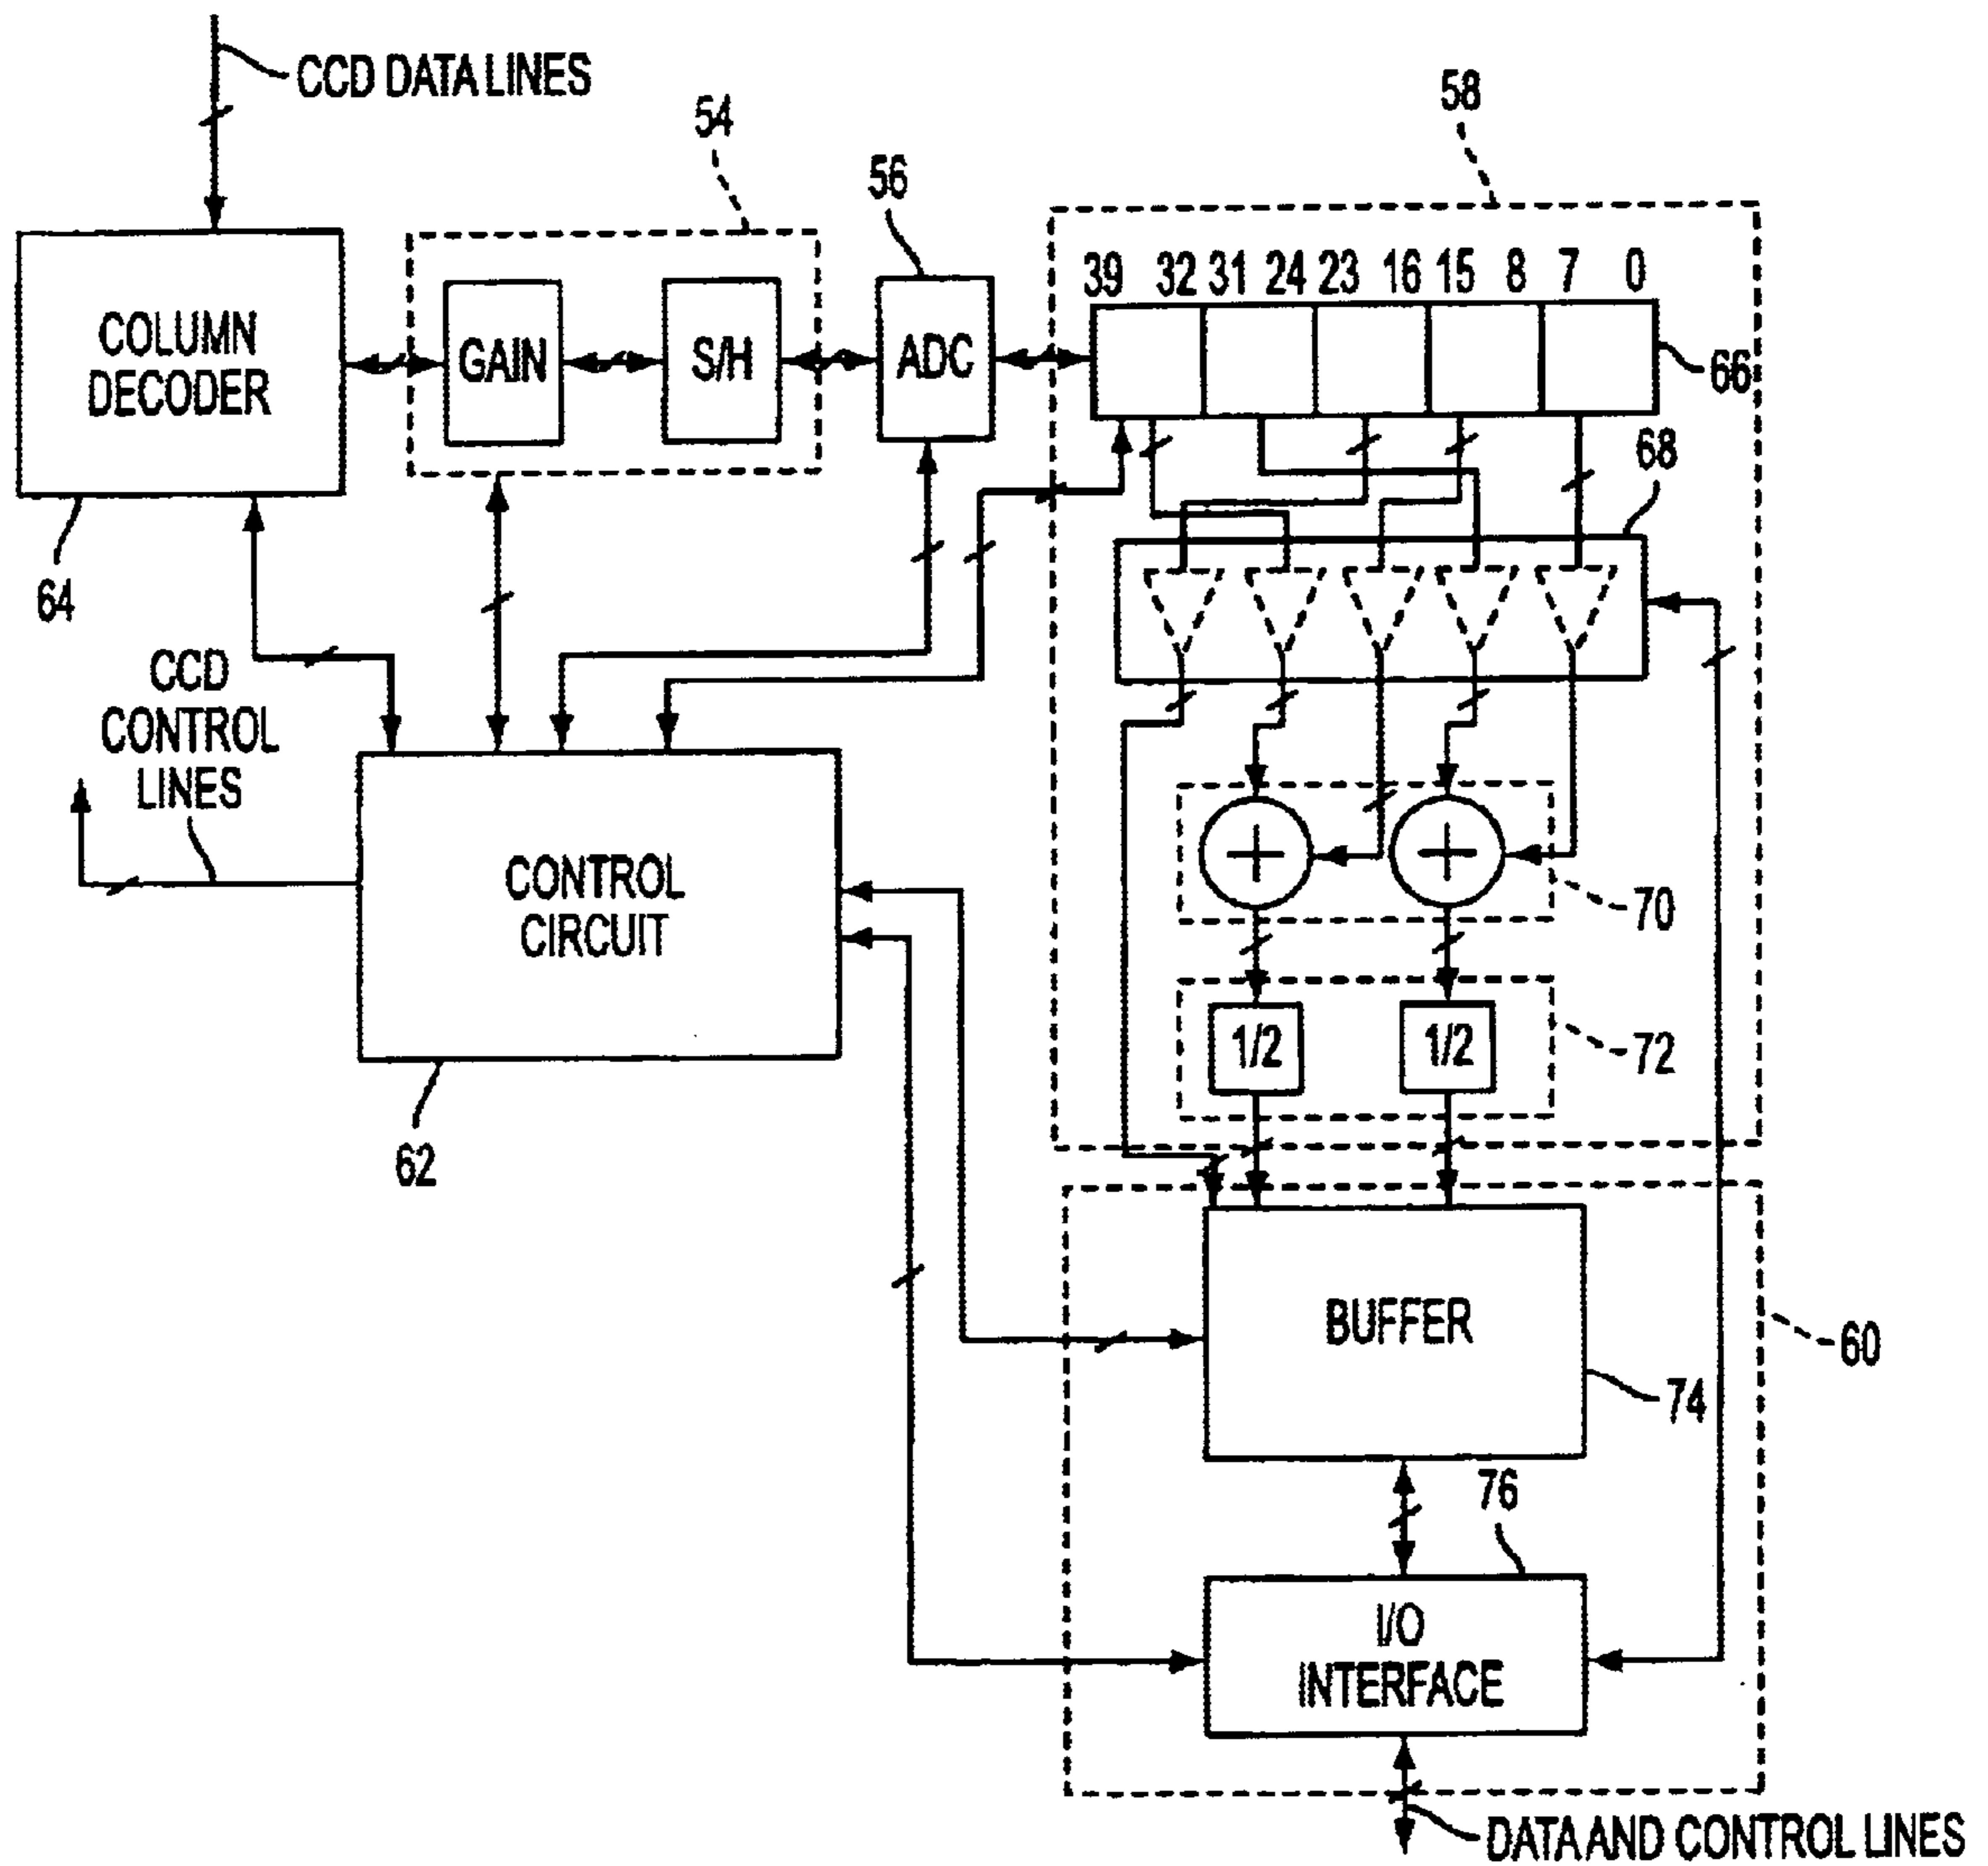 CCD DATA LINES
54
56
58
39 32 31 24 23 16 15 8 7 0
COLUMN
DECODER
GAIN
S/H
ADC
66
68
64
CCD
CONTROL
LINES
CONTROL
CIRCUIT
+ +
70
1/2 1/2
72
62
BUFFER
60
74
76
I/O
INTERFACE
DATA AND CONTROL LINES